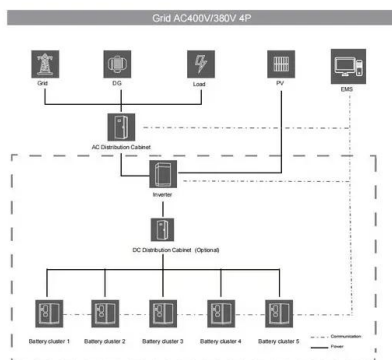 Grid AC400V/380V 4P
Grid
DG
Load
PV
EMS
AC Distribution Cabinet
Inverter
DC Distribution Cabinet (Optional)
Battery cluster 1
Battery cluster 2
Battery cluster 3
Battery cluster 4
Battery cluster 5
Communication
Power